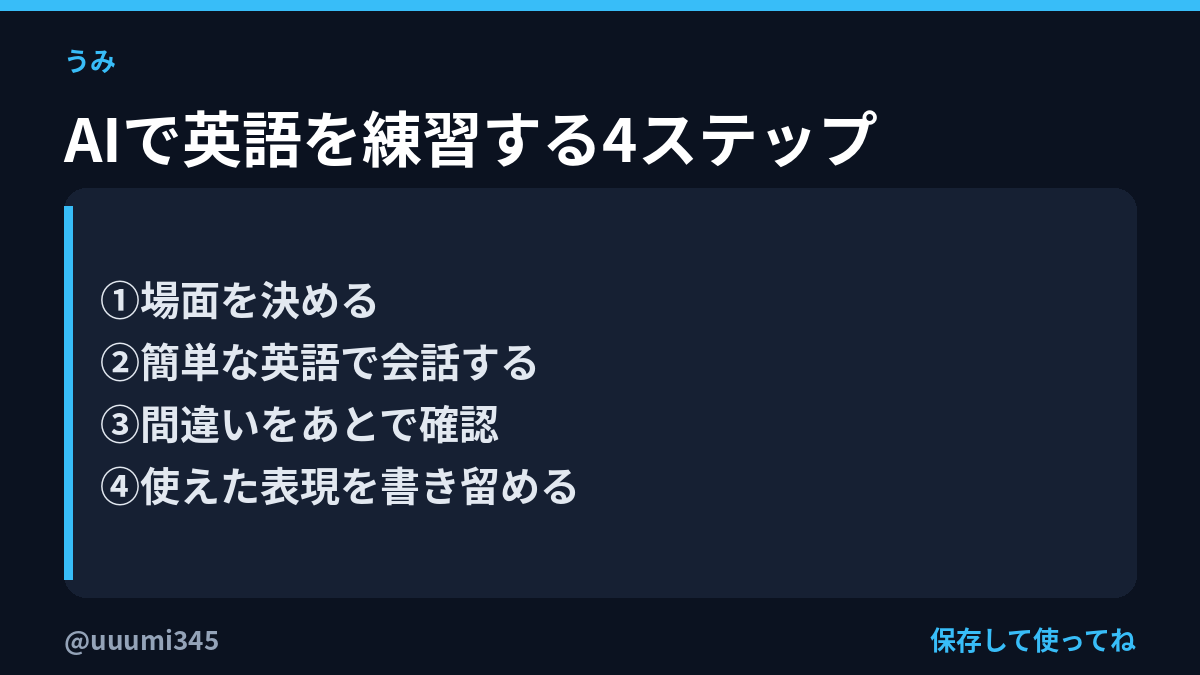 うみ
AIで英語を練習する4ステップ
①場面を決める
②簡単な英語で会話する
③間違いをあとで確認
④使えた表現を書き留める
@uuumi345
保存して使ってね